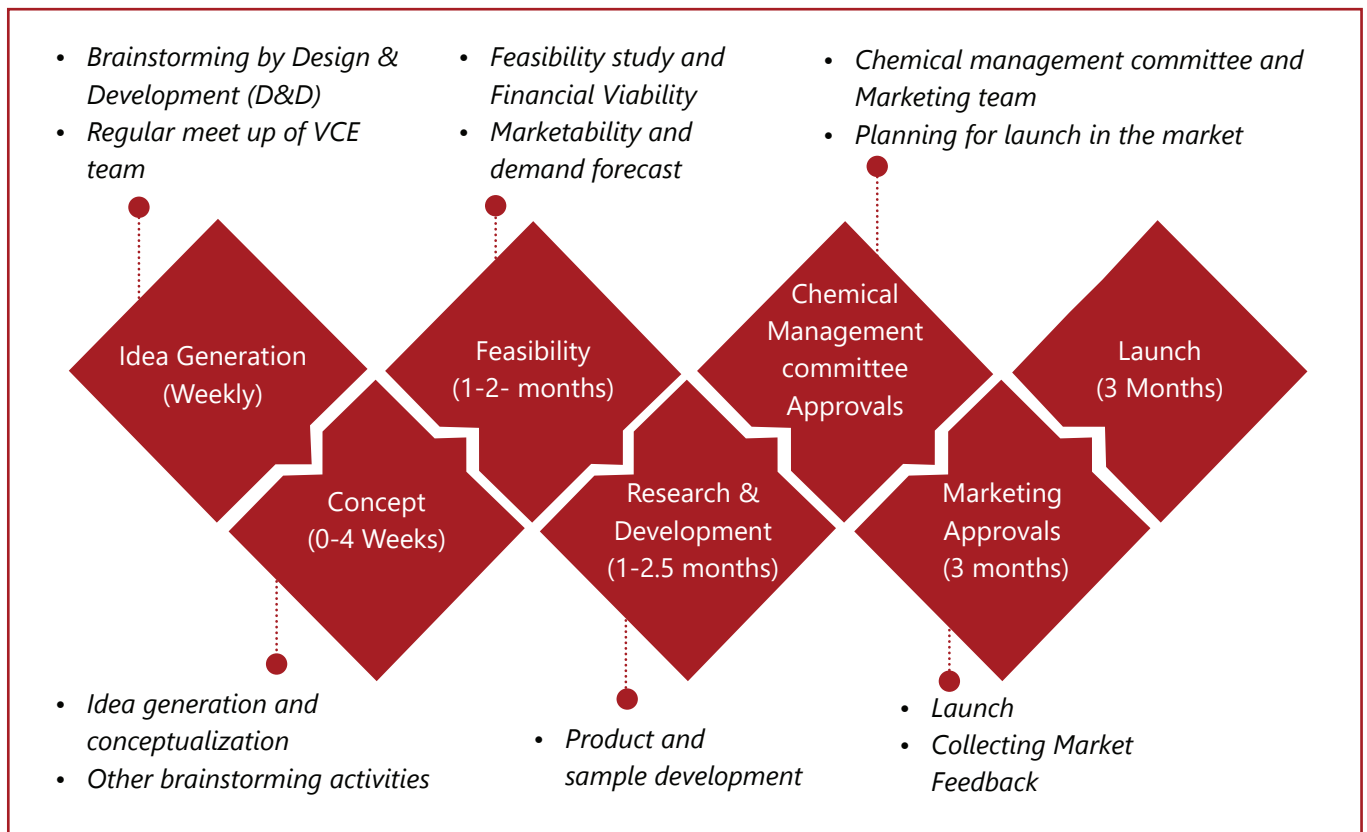 • Brainstorming by Design &
Development (D&D)
• Regular meet up of VCE
team
• Feasibility study and
Financial Viability
• Marketability and
demand forecast
• Chemical management committee and
Marketing team
• Planning for launch in the market
Idea Generation
(Weekly)
Concept
(0-4 Weeks)
Feasibility
(1-2- months)
Research &
Development
(1-2.5 months)
Chemical
Management
committee
Approvals
Marketing
Approvals
(3 months)
Launch
(3 Months)
• Idea generation and
conceptualization
• Other brainstorming activities
• Product and
sample development
• Launch
• Collecting Market
Feedback